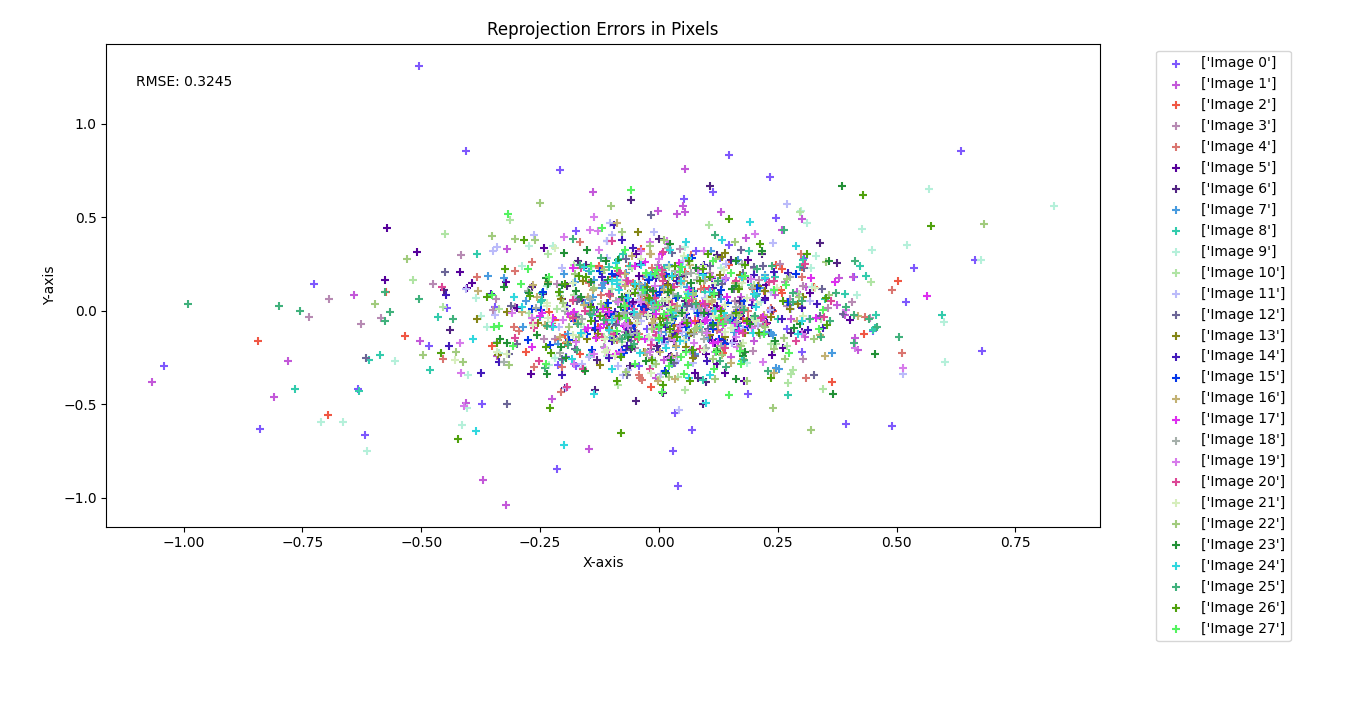 Reprojection Errors in Pixels
RMSE: 0.3245
Y-axis
1.0
0.5
0.0
−0.5
−1.0
−1.00 −0.75 −0.50 −0.25 0.00 0.25 0.50 0.75
X-axis
['Image 0']
['Image 1']
['Image 2']
['Image 3']
['Image 4']
['Image 5']
['Image 6']
['Image 7']
['Image 8']
['Image 9']
['Image 10']
['Image 11']
['Image 12']
['Image 13']
['Image 14']
['Image 15']
['Image 16']
['Image 17']
['Image 18']
['Image 19']
['Image 20']
['Image 21']
['Image 22']
['Image 23']
['Image 24']
['Image 25']
['Image 26']
['Image 27']